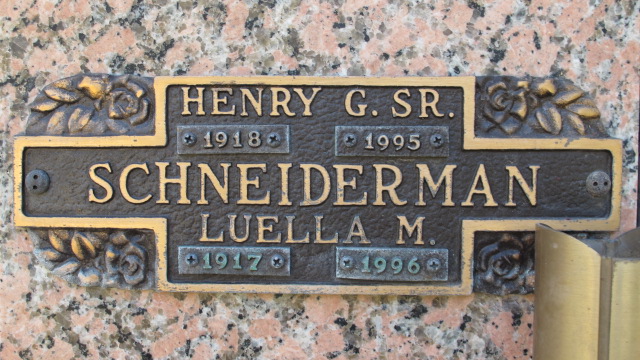 HENRY G. SR.
1918 1995
SCHNEIDERMAN
LUELLA M.
1917 1996